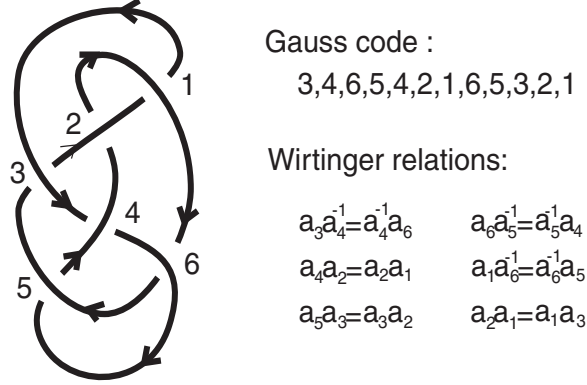 1
2
3
4
5
6
Gauss code :
3,4,6,5,4,2,1,6,5,3,2,1
Wirtinger relations:
a₃a₄⁻¹=a₄⁻¹a₆ a₆a₅⁻¹=a₅⁻¹a₄
a₄a₂=a₂a₁ a₁a₆⁻¹=a₆⁻¹a₅
a₅a₃=a₃a₂ a₂a₁=a₁a₃